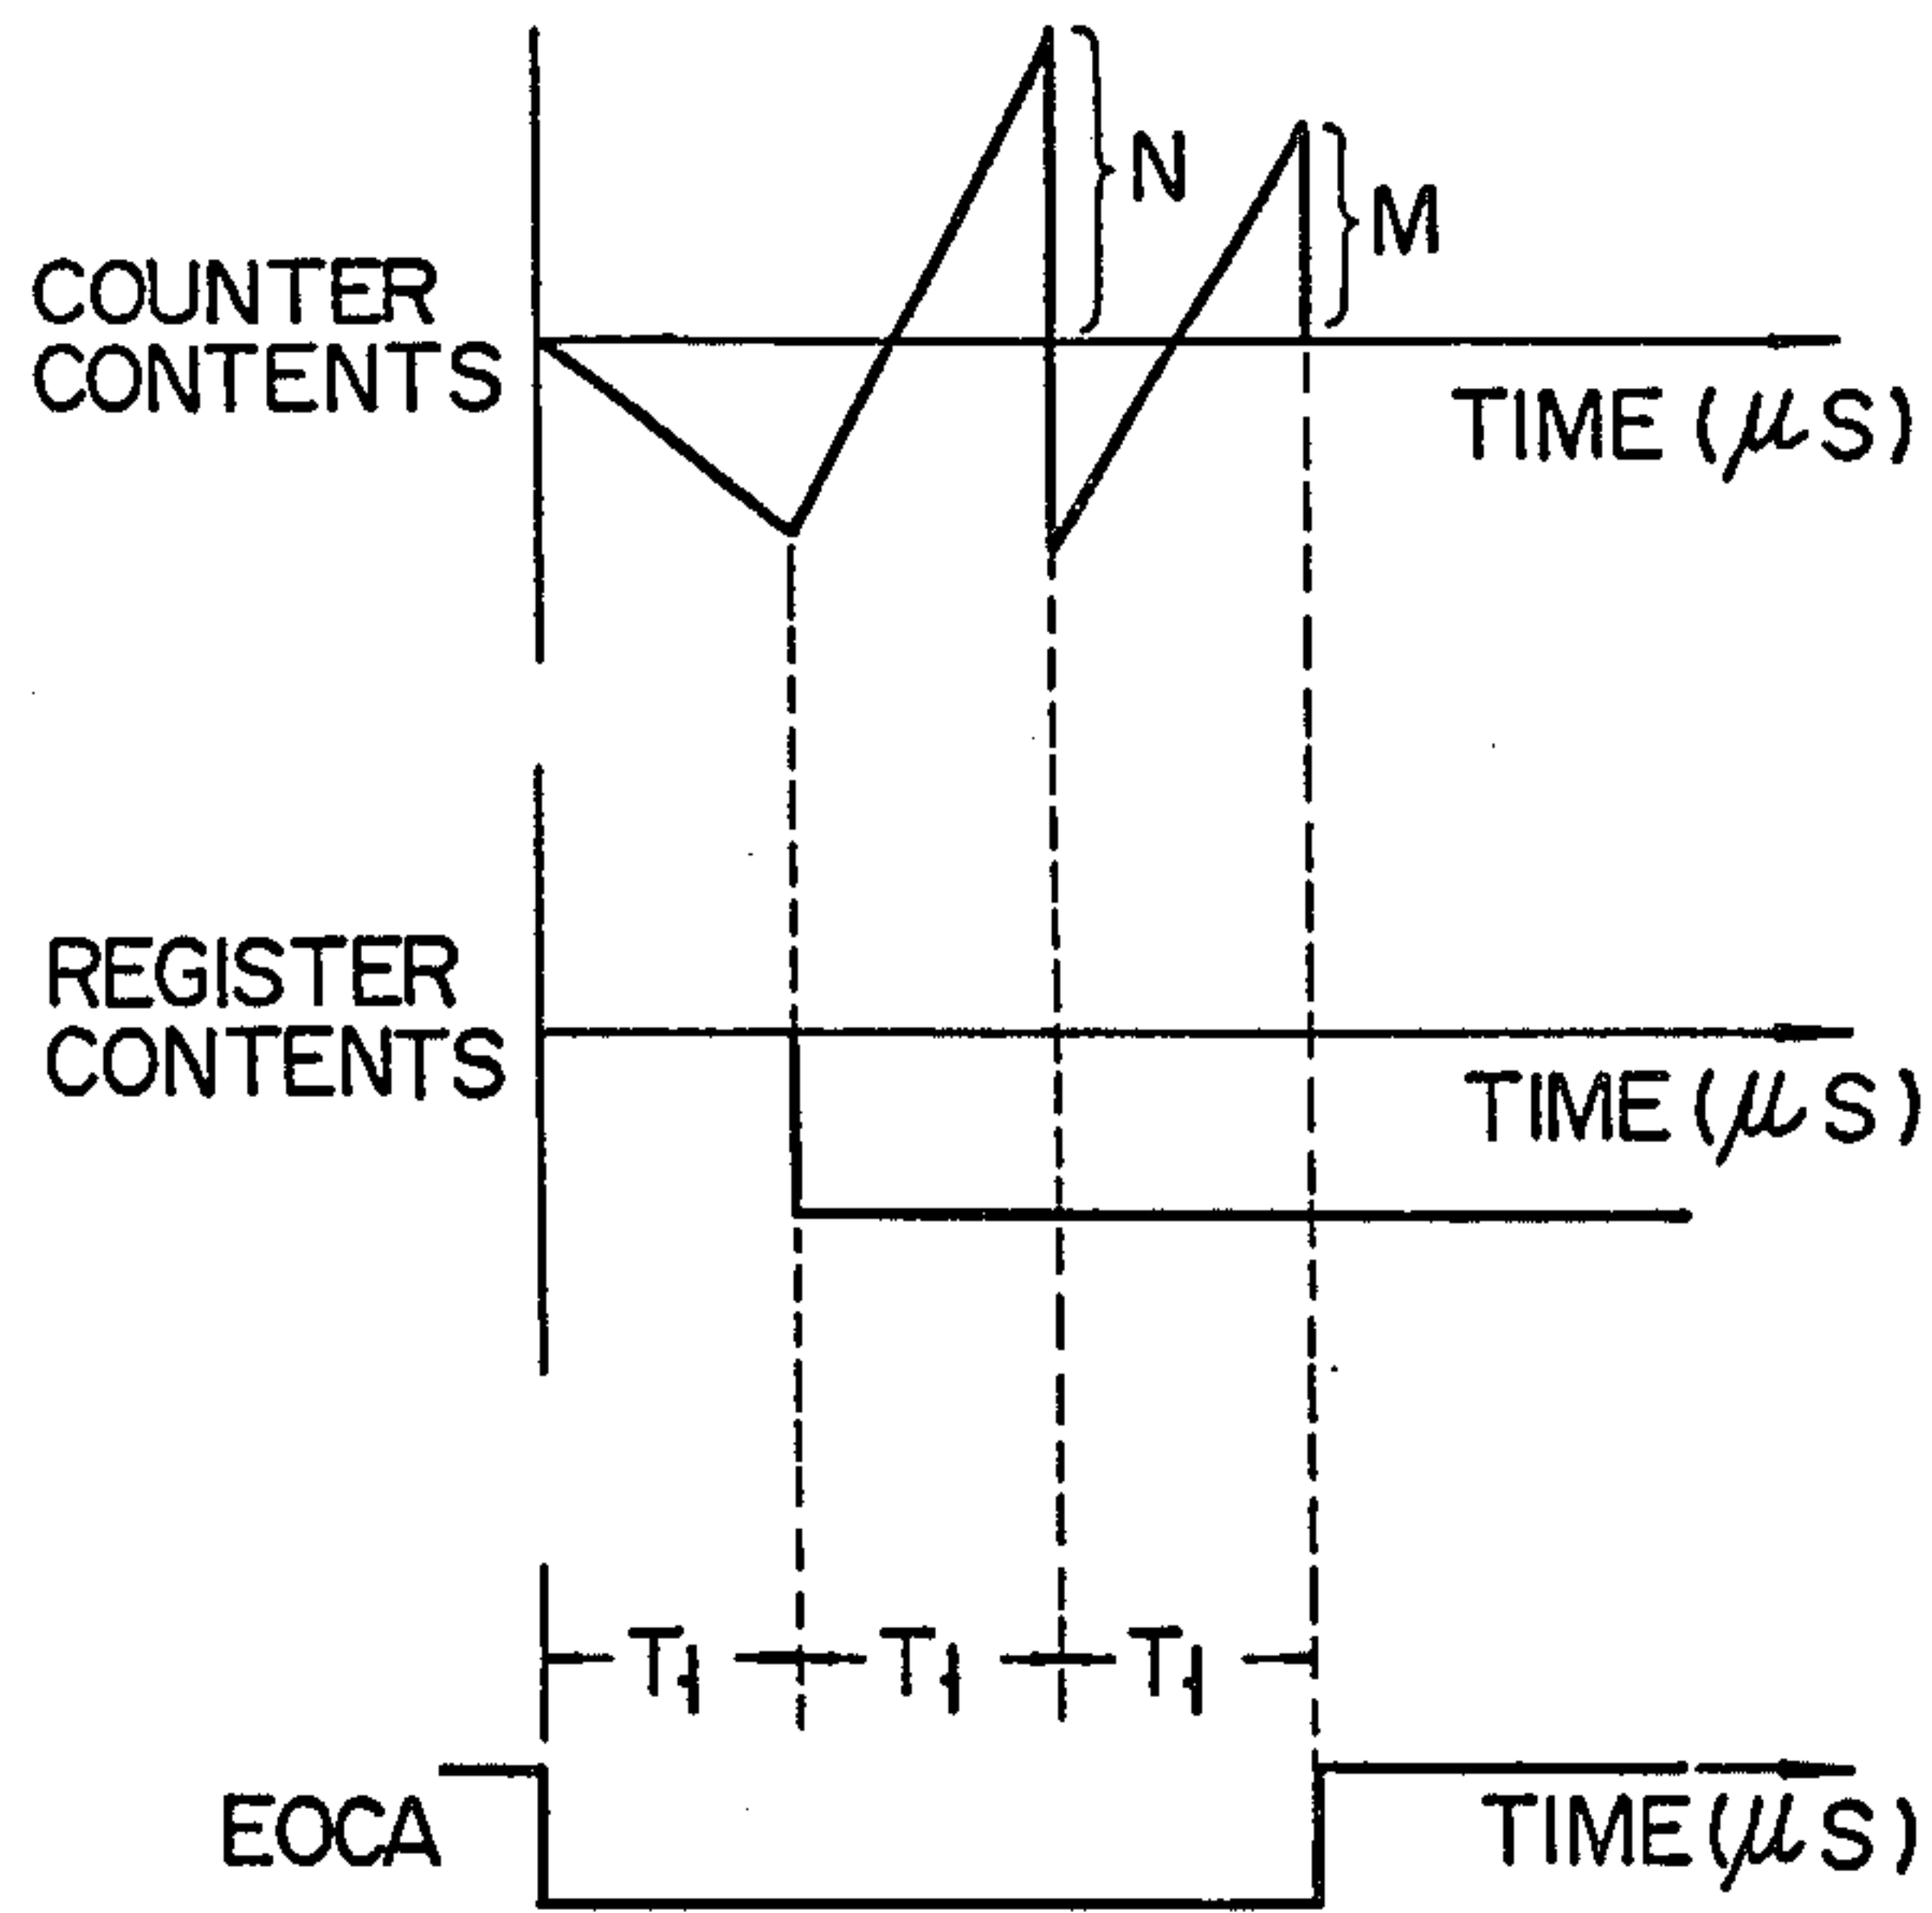 N
M
COUNTER
CONTENTS
TIME (μS)
REGISTER
CONTENTS
TIME (μS)
T1 T1 T1
EOCA
TIME (μS)